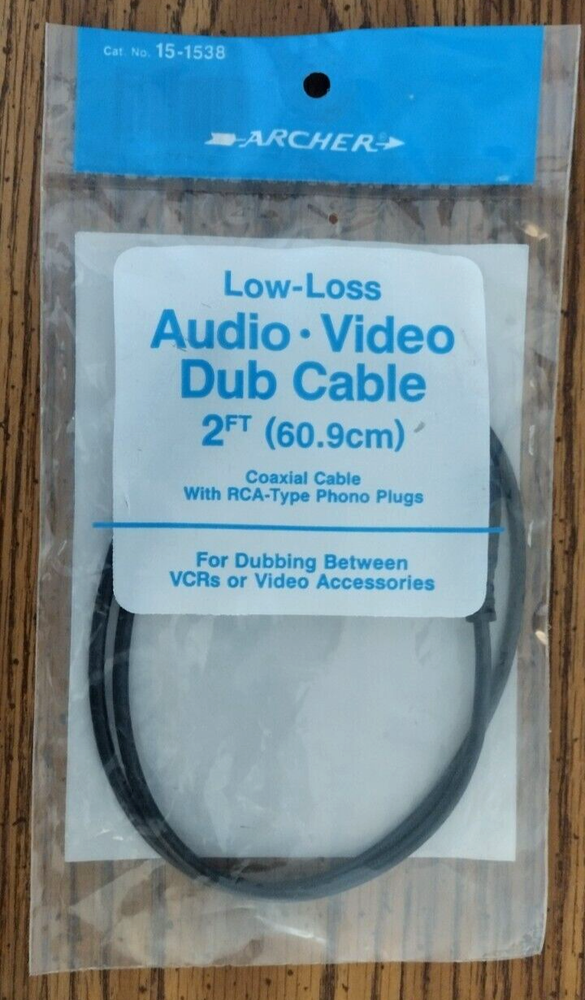 Cat. No. 15-1538
ARCHER®
Low-Loss
Audio • Video
Dub Cable
2FT (60.9cm)
Coaxial Cable
With RCA-Type Phono Plugs
For Dubbing Between
VCRs or Video Accessories